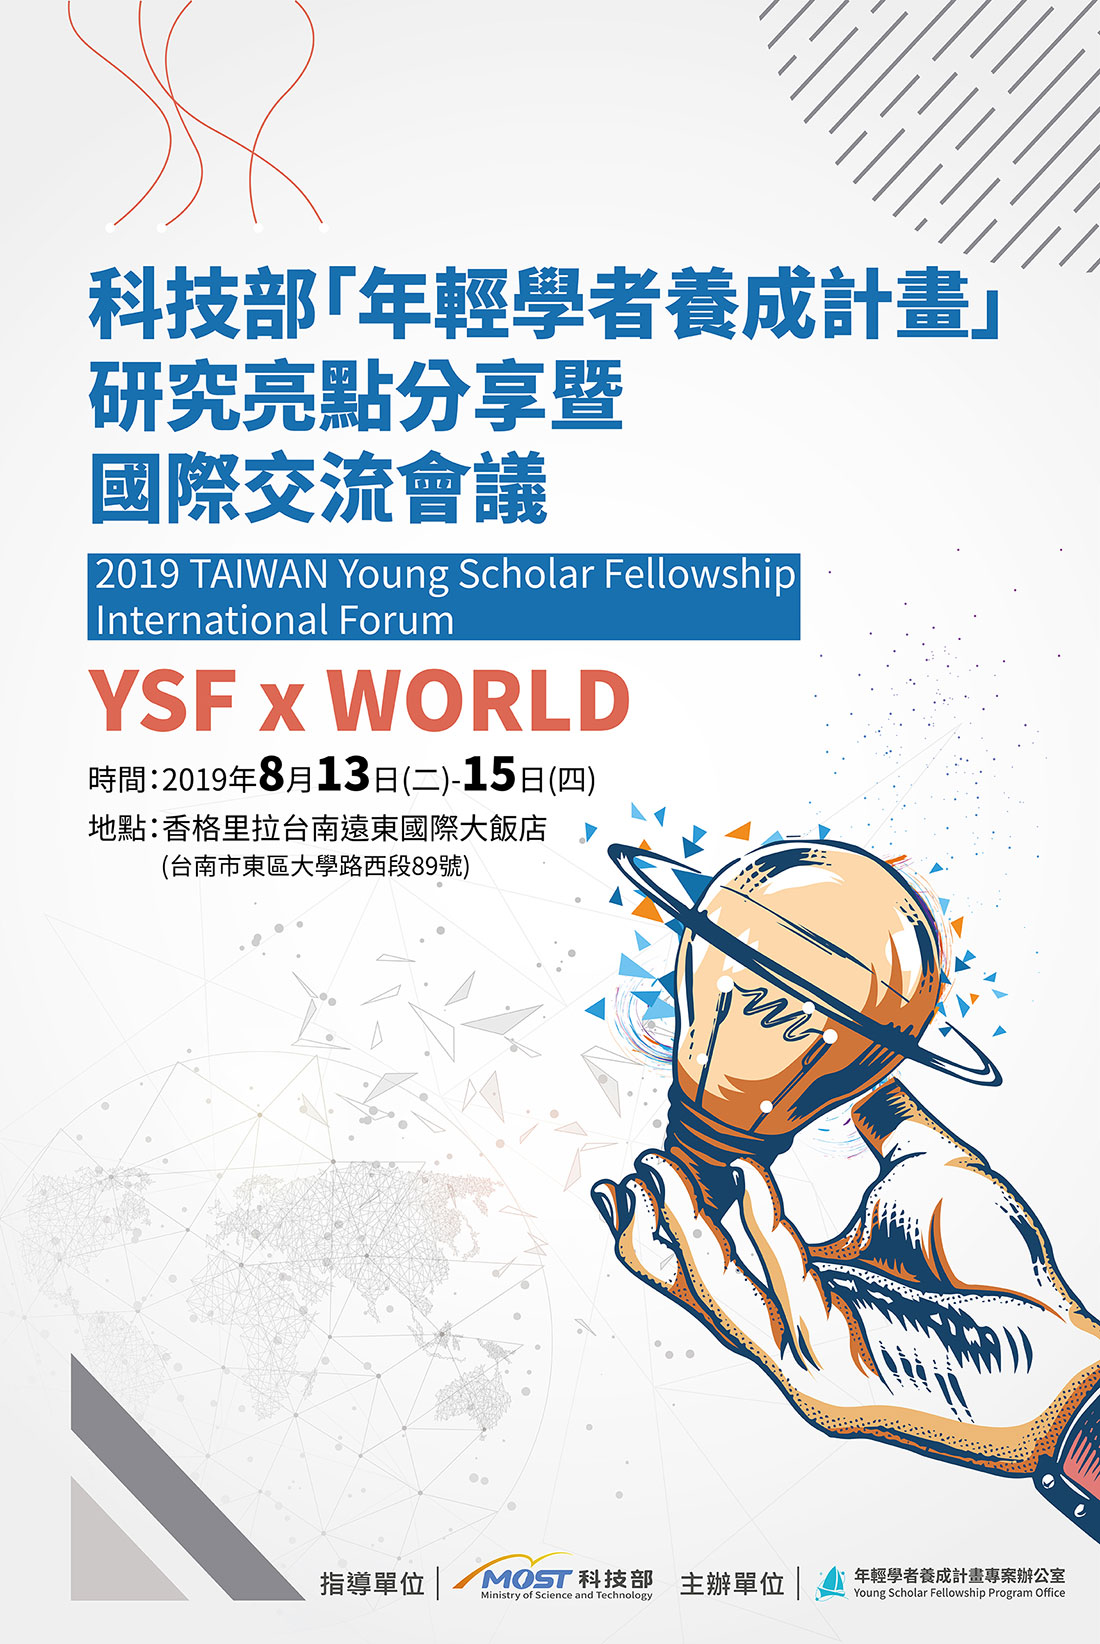 科技部「年輕學者養成計畫」
研究亮點分享暨
國際交流會議
2019 TAIWAN Young Scholar Fellowship
International Forum
YSF x WORLD
時間:2019年8月13日(二)-15日(四)
地點:香格里拉台南遠東國際大飯店
(台南市東區大學路西段89號)
指導單位 | MOST 科技部
Ministry of Science and Technology
主辦單位 | 年輕學者養成計畫專案辦公室
Young Scholar Fellowship Program Office